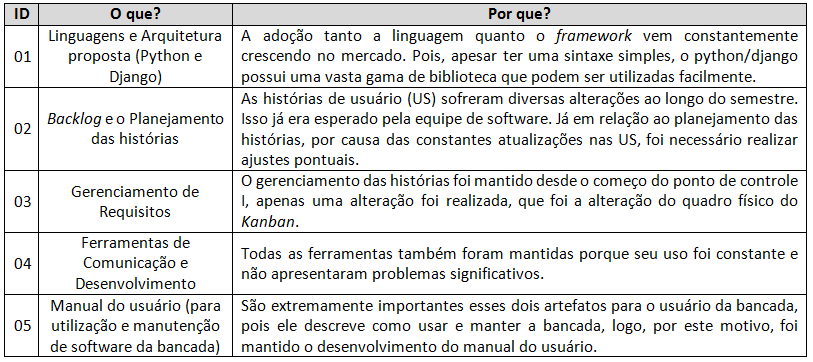 ID O que? Por que?
01
Linguagens e Arquitetura
proposta (Python e
Django)
A adoção tanto a linguagem quanto o framework vem constantemente
crescendo no mercado. Pois, apesar ter uma sintaxe simples, o python/django
possui uma vasta gama de biblioteca que podem ser utilizadas facilmente.
02
Backlog e o Planejamento
das histórias
As histórias de usuário (US) sofreram diversas alterações ao longo do semestre.
Isso já era esperado pela equipe de software. Já em relação ao planejamento das
histórias, por causa das constantes atualizações nas US, foi necessário realizar
ajustes pontuais.
03
Gerenciamento de
Requisitos
O gerenciamento das histórias foi mantido desde o começo do ponto de controle
I, apenas uma alteração foi realizada, que foi a alteração do quadro físico do
Kanban.
04
Ferramentas de
Comunicação e
Desenvolvimento
Todas as ferramentas também foram mantidas porque seu uso foi constante e
não apresentaram problemas significativos.
05
Manual do usuário (para
utilização e manutenção
de software da bancada)
São extremamente importantes esses dois artefatos para o usuário da bancada,
pois ele descreve como usar e manter a bancada, logo, por este motivo, foi
mantido o desenvolvimento do manual do usuário.